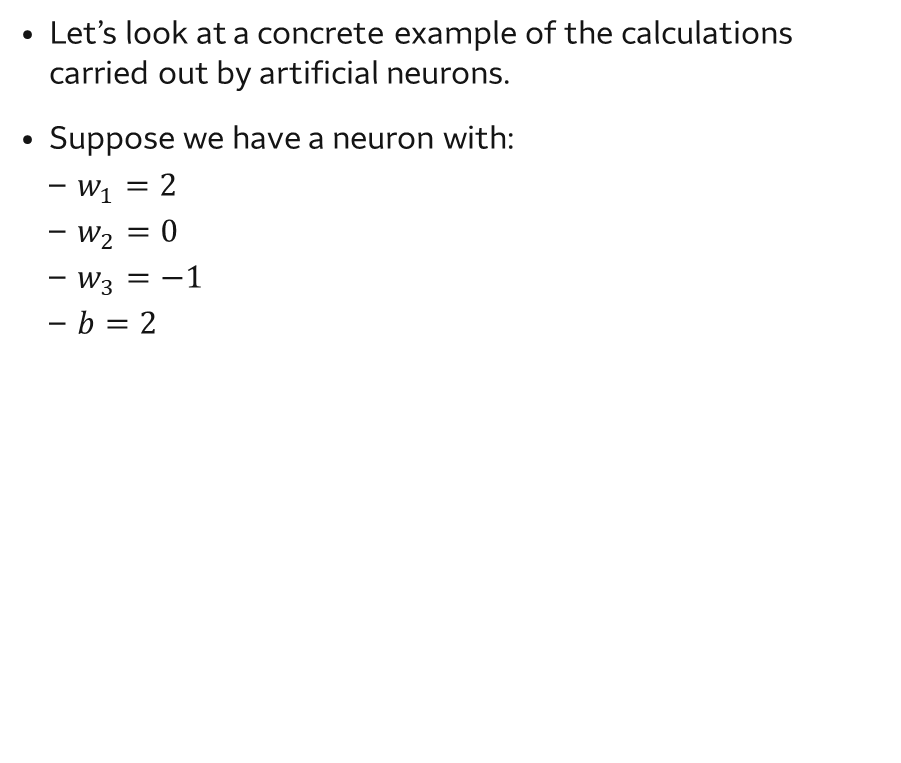 • Let’s look at a concrete example of the calculations
carried out by artificial neurons.
• Suppose we have a neuron with:
– w₁ = 2
– w₂ = 0
– w₃ = −1
– b = 2